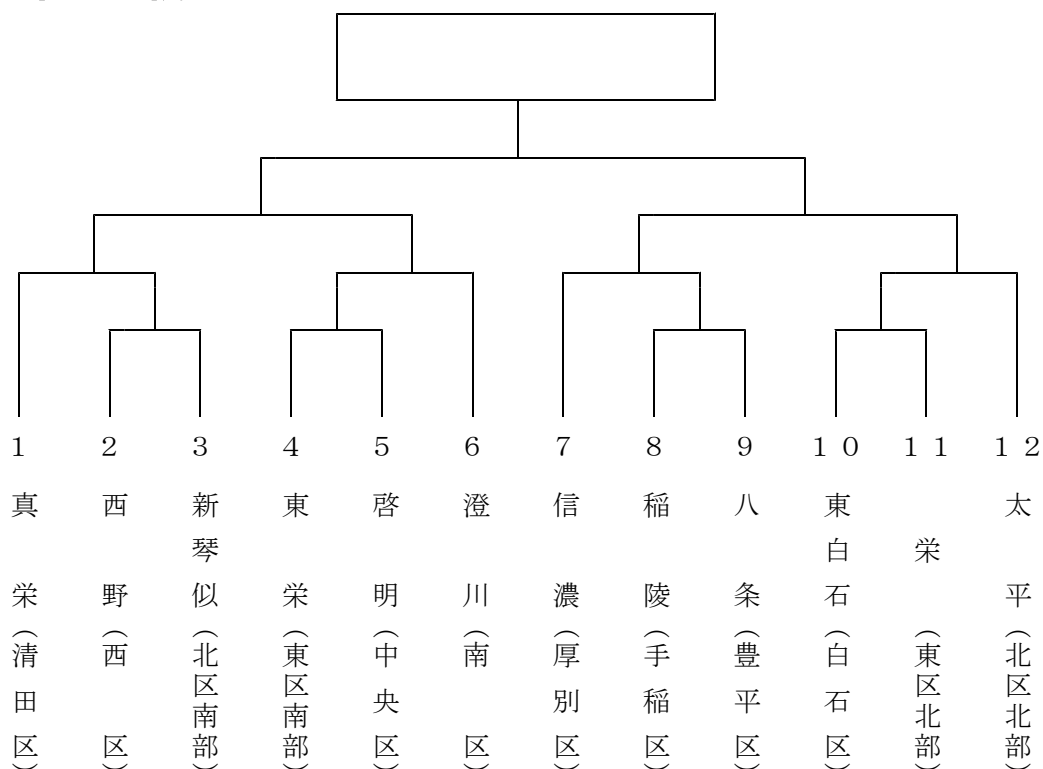 1 2 3 4 5 6 7 8 9 10 11 12
真栄(清田区)
西野(西区)
新琴似(北区南部)
東栄(東区南部)
啓明(中央区)
澄川(南区)
信濃(厚別区)
稲陵(手稲区)
八条(豊平区)
東白石(白石区)
栄(東区北部)
太平(北区北部)